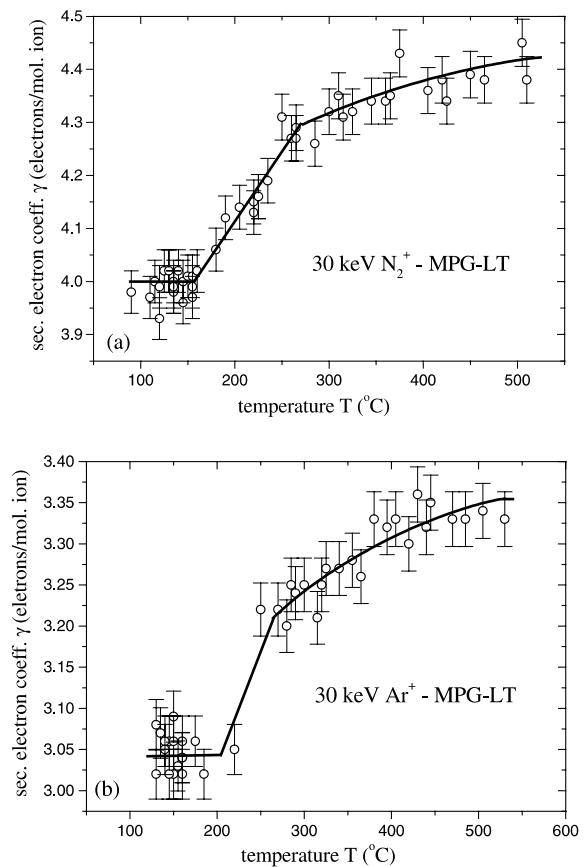 4.5
4.4
4.3
4.2
4.1
4.0
3.9
sec. electron coeff. γ (electrons/mol. ion)
30 keV N₂⁺ - MPG-LT
(a)
100 200 300 400 500
temperature T (°C)
3.40
3.35
3.30
3.25
3.20
3.15
3.10
3.05
3.00
sec. electron coeff. γ (eletrons/mol. ion)
30 keV Ar⁺ - MPG-LT
(b)
100 200 300 400 500 600
temperature T (°C)